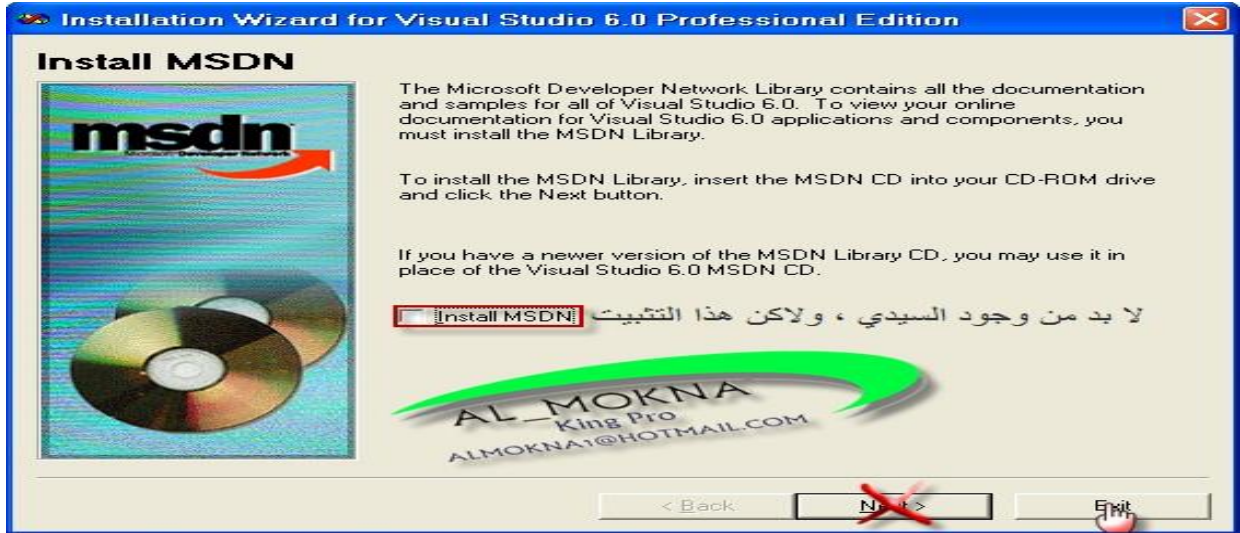 Installation Wizard for Visual Studio 6.0 Professional Edition
Install MSDN
msdn
Microsoft Developer Network
The Microsoft Developer Network Library contains all the documentation
and samples for all of Visual Studio 6.0. To view your online
documentation for Visual Studio 6.0 applications and components, you
must install the MSDN Library.
To install the MSDN Library, insert the MSDN CD into your CD-ROM drive
and click the Next button.
If you have a newer version of the MSDN Library CD, you may use it in
place of the Visual Studio 6.0 MSDN CD.
Install MSDN لا بد من وجود السيدي ، ولاكن هذا التثبيت
AL_MOKNA
King Pro
ALMOKNA1@HOTMAIL.COM
< Back Next > Exit